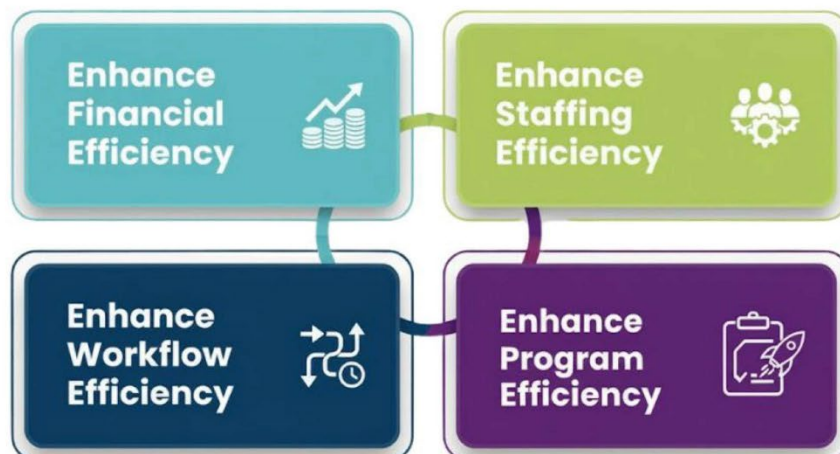 Enhance
Financial
Efficiency
Enhance
Staffing
Efficiency
Enhance
Workflow
Efficiency
Enhance
Program
Efficiency